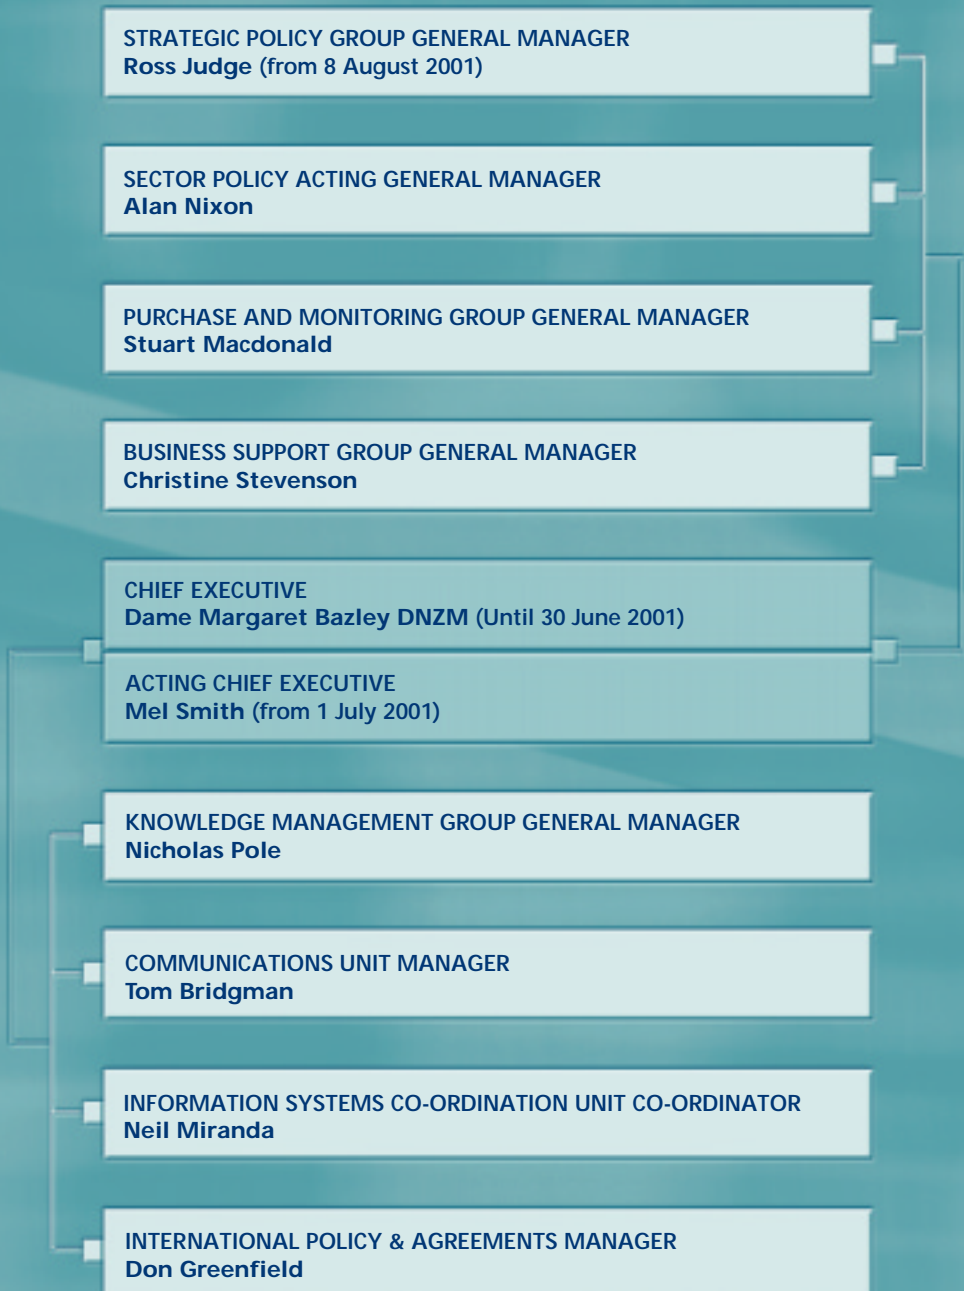 STRATEGIC POLICY GROUP GENERAL MANAGER
Ross Judge (from 8 August 2001)
SECTOR POLICY ACTING GENERAL MANAGER
Alan Nixon
PURCHASE AND MONITORING GROUP GENERAL MANAGER
Stuart Macdonald
BUSINESS SUPPORT GROUP GENERAL MANAGER
Christine Stevenson
CHIEF EXECUTIVE
Dame Margaret Bazley DNZM (Until 30 June 2001)
ACTING CHIEF EXECUTIVE
Mel Smith (from 1 July 2001)
KNOWLEDGE MANAGEMENT GROUP GENERAL MANAGER
Nicholas Pole
COMMUNICATIONS UNIT MANAGER
Tom Bridgman
INFORMATION SYSTEMS CO-ORDINATION UNIT CO-ORDINATOR
Neil Miranda
INTERNATIONAL POLICY & AGREEMENTS MANAGER
Don Greenfield